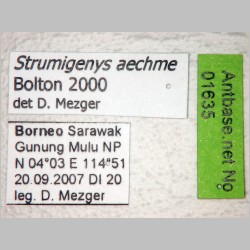 Strumigenys aechme
Bolton 2000
det D. Mezger
Borneo Sarawak
Gunung Mulu NP
N 04°03 E 114°51
20.09.2007 DI 20
leg. D. Mezger
Antbase.net No
01635